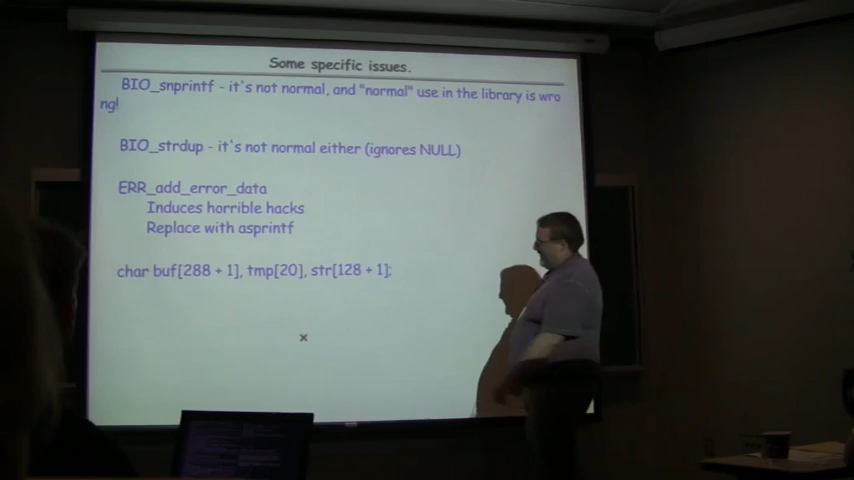 Some specific issues.
BIO_snprintf - it's not normal, and "normal" use in the library is wro
ng!
BIO_strdup - it's not normal either (ignores NULL)
ERR_add_error_data
Induces horrible hacks
Replace with asprintf
char buf[288 + 1], tmp[20], str[128 + 1];